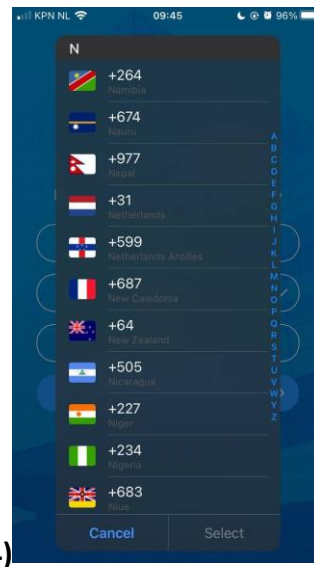 KPN NL 09:45 96%
N
+264
Namibia
+674
Nauru
+977
Nepal
+31
Netherlands
+599
Netherlands Antilles
+687
New Caledonia
+64
New Zealand
+505
Nicaragua
+227
Niger
+234
Nigeria
+683
Niue
A
B
C
D
E
F
G
H
I
J
K
L
M
N
O
P
Q
R
S
T
U
V
W
Y
Z
Cancel Select